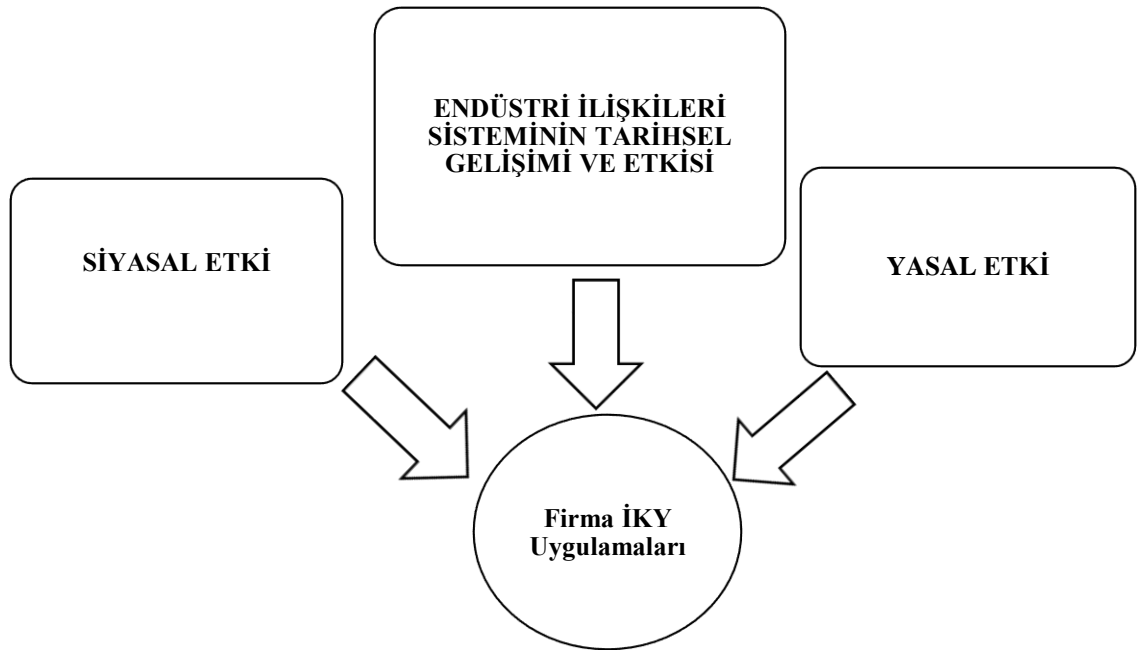 ENDÜSTRİ İLİŞKİLERİ
SİSTEMİNİN TARİHSEL
GELİŞİMİ VE ETKİSİ
SİYASAL ETKİ
YASAL ETKİ
Firma İKY
Uygulamaları